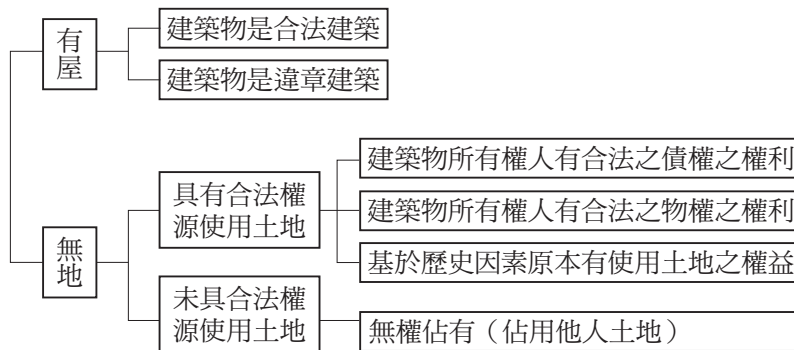 有
屋
建築物是合法建築
建築物是違章建築
無
地
具有合法權
源使用土地
建築物所有權人有合法之債權之權利
建築物所有權人有合法之物權之權利
基於歷史因素原本有使用土地之權益
未具合法權
源使用土地
無權佔有（佔用他人土地）